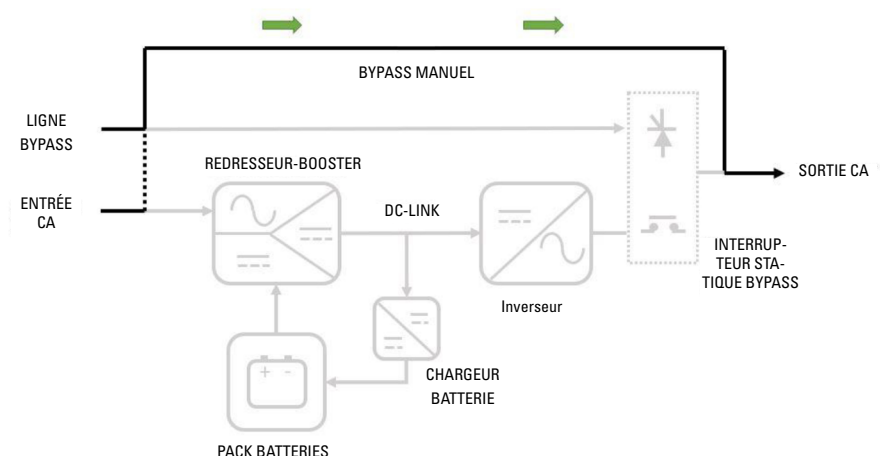 BYPASS MANUEL
LIGNE
BYPASS
REDRESSEUR-BOOSTER
SORTIE CA
ENTRÉE
CA
DC-LINK
INTERRUP-
TEUR STA-
TIQUE BYPASS
Inverseur
CHARGEUR
BATTERIE
PACK BATTERIES